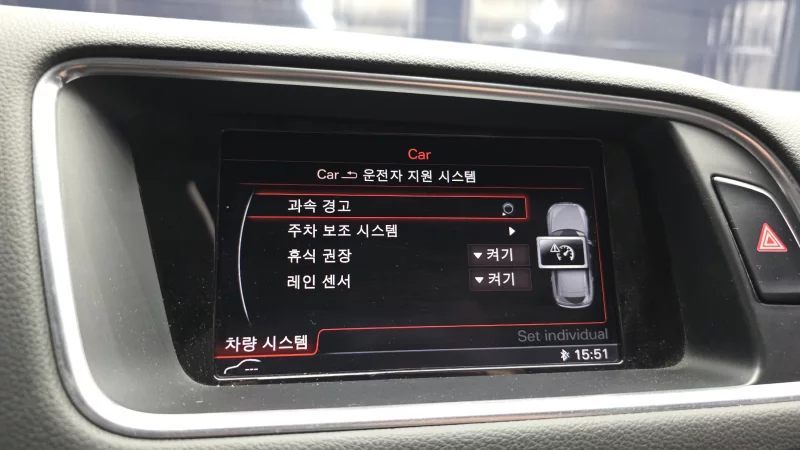 Car
Car 운전자 지원 시스템
과속 경고
주차 보조 시스템
휴식 권장 켜기
레인 센서 켜기
Set individual
차량 시스템
15:51
---